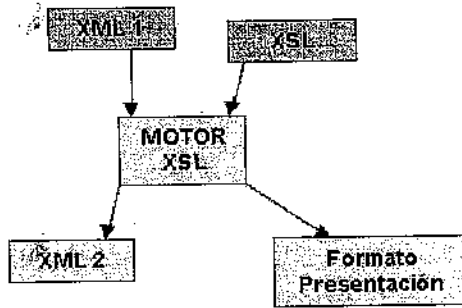 XML 1
XSL
MOTOR
XSL
XML 2
Formato
Presentación